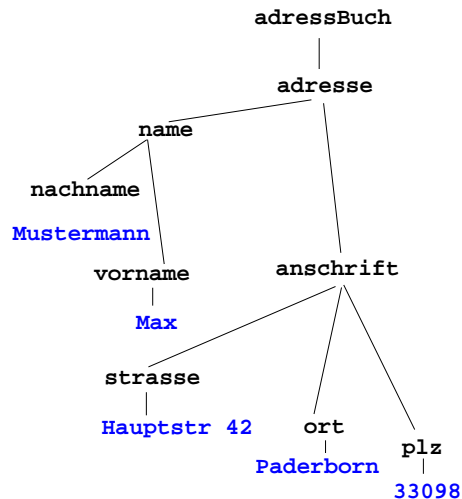 adressBuch
adresse
name
nachname
Mustermann
vorname
anschrift
Max
strasse
Hauptstr 42
ort
plz
Paderborn
33098